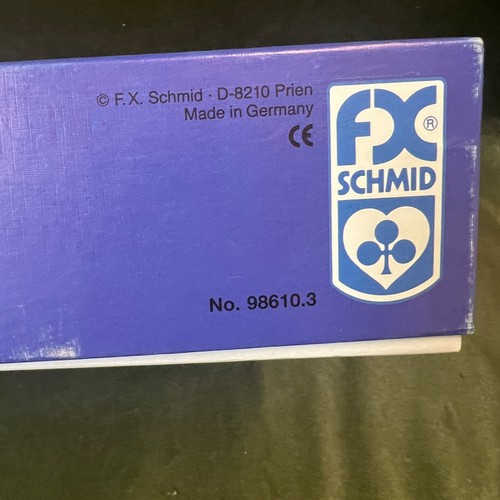 © F.X. Schmid · D-8210 Prien
Made in Germany
CE
FX®
SCHMID
No. 98610.3